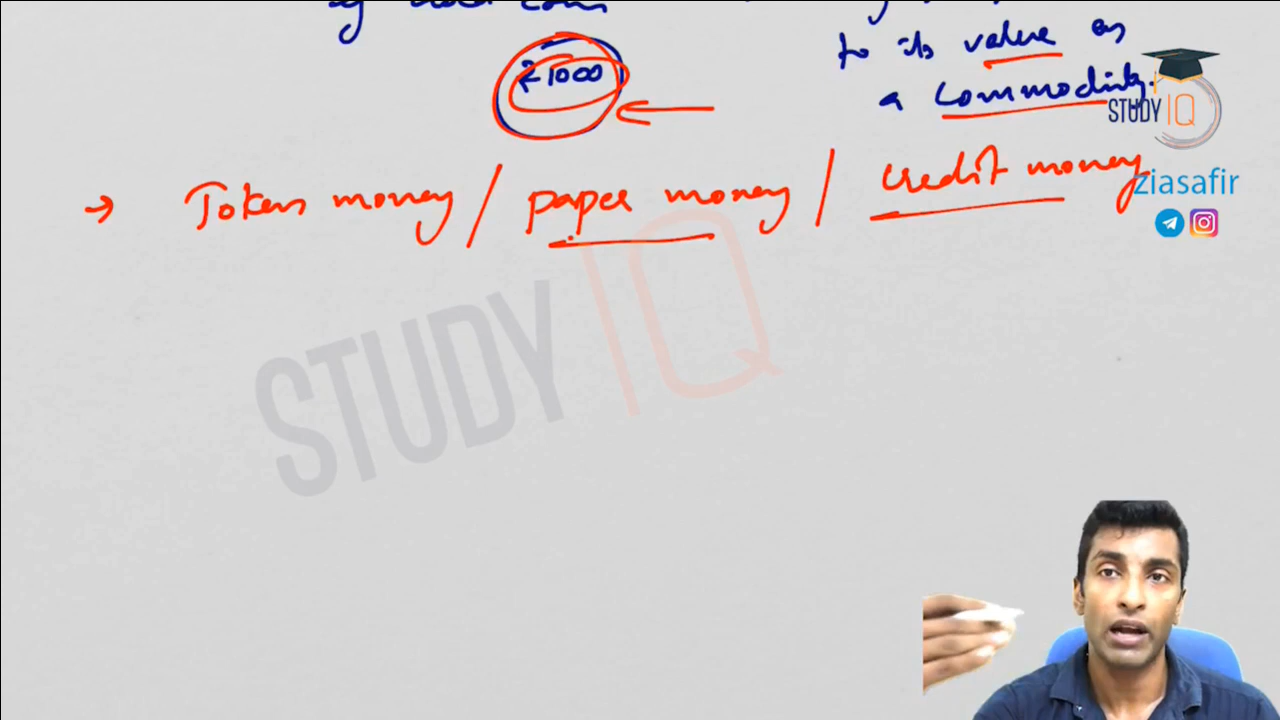 to its value as
a commodity.
₹1000
STUDY IQ
→ Token money / paper money / credit money
ziasafir
STUDY IQ